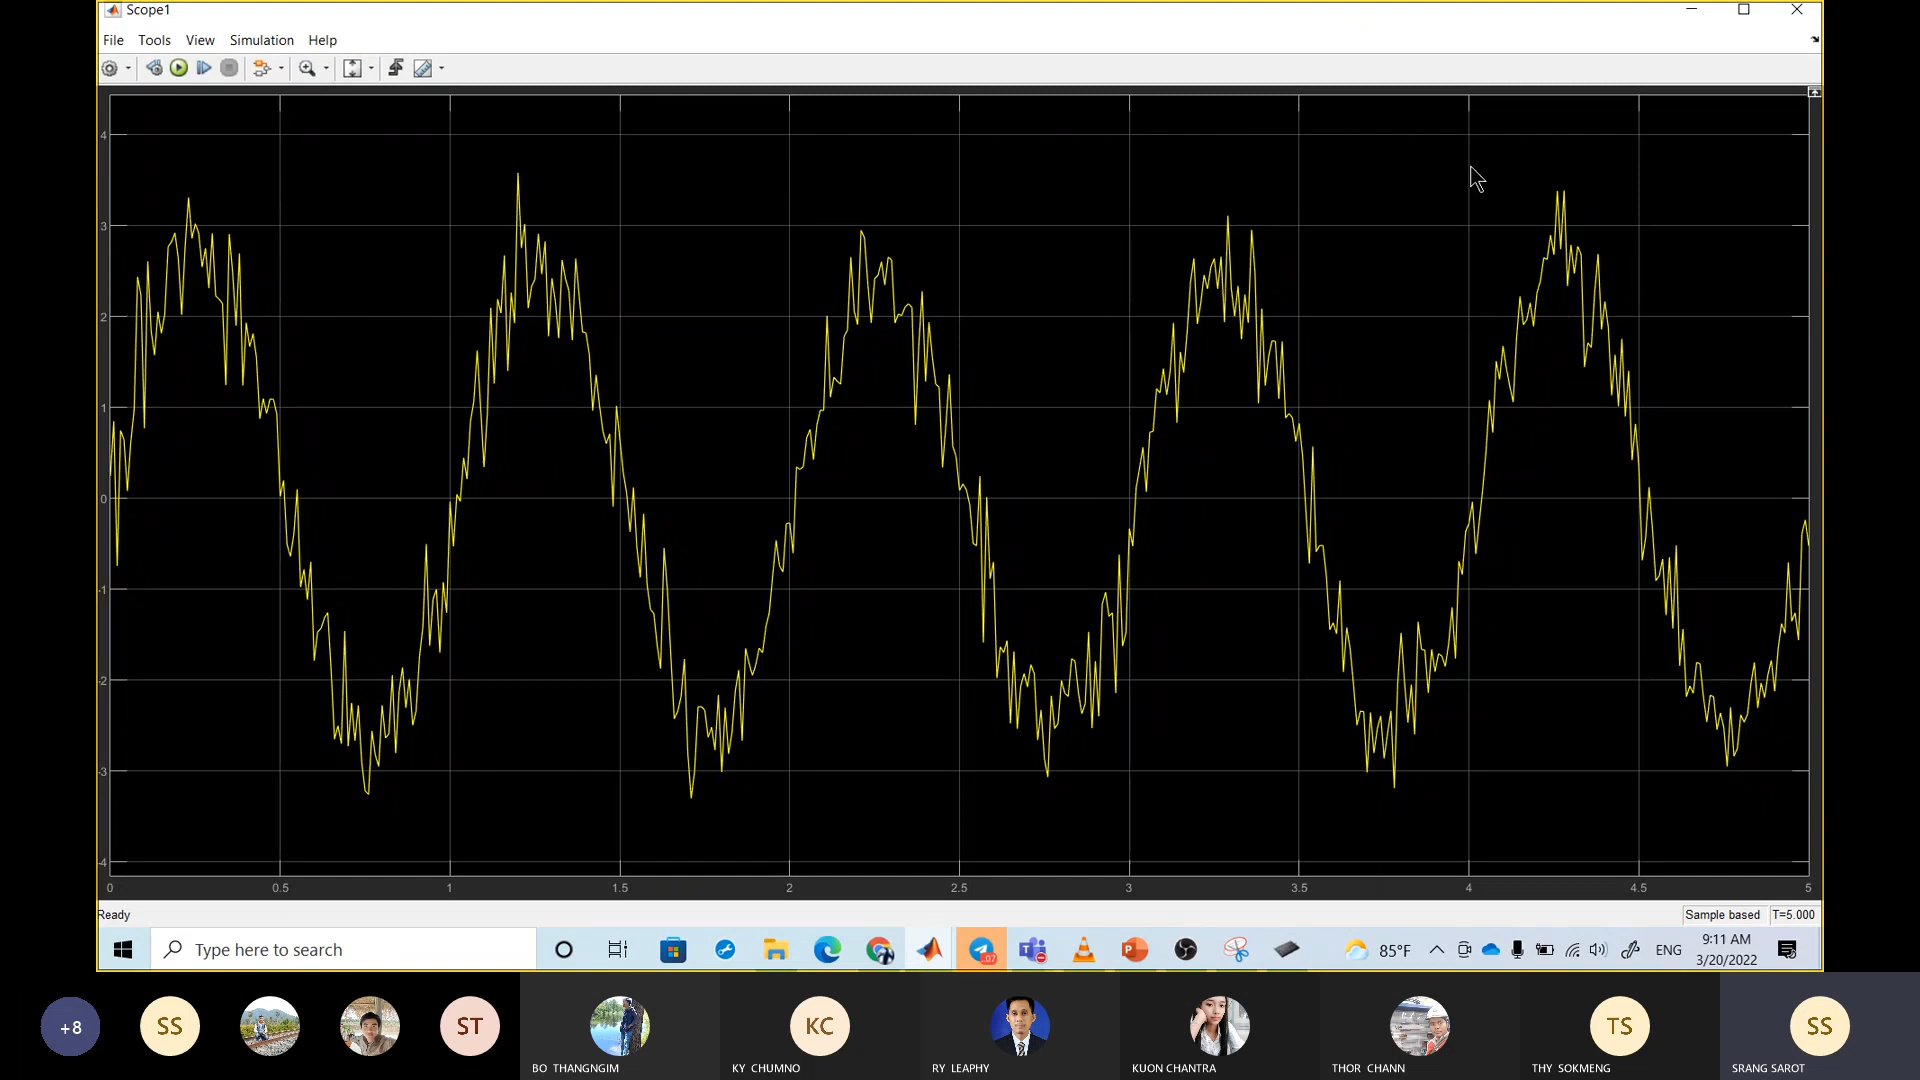 Scope1
File Tools View Simulation Help
4
3
2
1
0
-1
-2
-3
-4
0 0.5 1 1.5 2 2.5 3 3.5 4 4.5 5
Ready Sample based T=5.000
Type here to search 85°F ENG 9:11 AM
3/20/2022
+8 SS ST KC TS SS
BO THANGNGIM KY CHUMNO RY LEAPHY KUON CHANTRA THOR CHANN THY SOKMENG SRANG SAROT